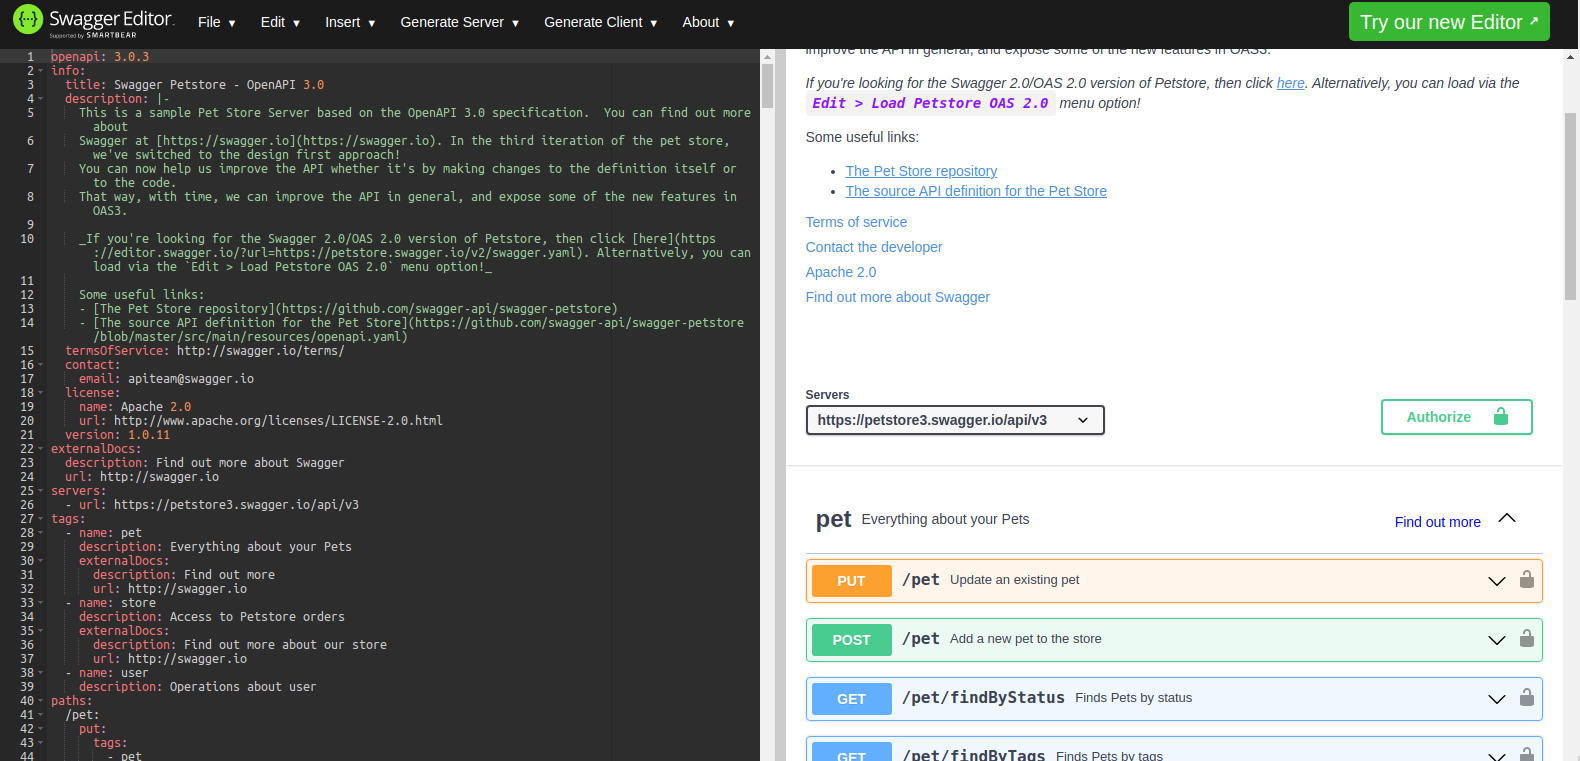 Swagger Editor.
Supported by SMARTBEAR
File ▼
Edit ▼
Insert ▼
Generate Server ▼
Generate Client ▼
About ▼
Try our new Editor ↗
1 openapi: 3.0.3
2 info:
3 title: Swagger Petstore - OpenAPI 3.0
4 description: |-
5 This is a sample Pet Store Server based on the OpenAPI 3.0 specification.  You can find out more
about
6 Swagger at [https://swagger.io](https://swagger.io). In the third iteration of the pet store,
we've switched to the design first approach!
7 You can now help us improve the API whether it's by making changes to the definition itself or
to the code.
8 That way, with time, we can improve the API in general, and expose some of the new features in
OAS3.
9
10 _If you're looking for the Swagger 2.0/OAS 2.0 version of Petstore, then click [here](https
://editor.swagger.io/?url=https://petstore.swagger.io/v2/swagger.yaml). Alternatively, you can
load via the `Edit > Load Petstore OAS 2.0` menu option!_
11
12 Some useful links:
13 - [The Pet Store repository](https://github.com/swagger-api/swagger-petstore)
14 - [The source API definition for the Pet Store](https://github.com/swagger-api/swagger-petstore
/blob/master/src/main/resources/openapi.yaml)
15 termsOfService: http://swagger.io/terms/
16 contact:
17 email: apiteam@swagger.io
18 license:
19 name: Apache 2.0
20 url: http://www.apache.org/licenses/LICENSE-2.0.html
21 version: 1.0.11
22 externalDocs:
23 description: Find out more about Swagger
24 url: http://swagger.io
25 servers:
26 - url: https://petstore3.swagger.io/api/v3
27 tags:
28 - name: pet
29 description: Everything about your Pets
30 externalDocs:
31 description: Find out more
32 url: http://swagger.io
33 - name: store
34 description: Access to Petstore orders
35 externalDocs:
36 description: Find out more about our store
37 url: http://swagger.io
38 - name: user
39 description: Operations about user
40 paths:
41 /pet:
42 put:
43 tags:
44 - pet
improve the API in general, and expose some of the new features in OAS3.
If you're looking for the Swagger 2.0/OAS 2.0 version of Petstore, then click here. Alternatively, you can load via the
Edit > Load Petstore OAS 2.0 menu option!
Some useful links:
• The Pet Store repository
• The source API definition for the Pet Store
Terms of service
Contact the developer
Apache 2.0
Find out more about Swagger
Servers
https://petstore3.swagger.io/api/v3
Authorize
pet Everything about your Pets
Find out more
PUT /pet Update an existing pet
POST /pet Add a new pet to the store
GET /pet/findByStatus Finds Pets by status
GET /pet/findByTags Finds Pets by tags